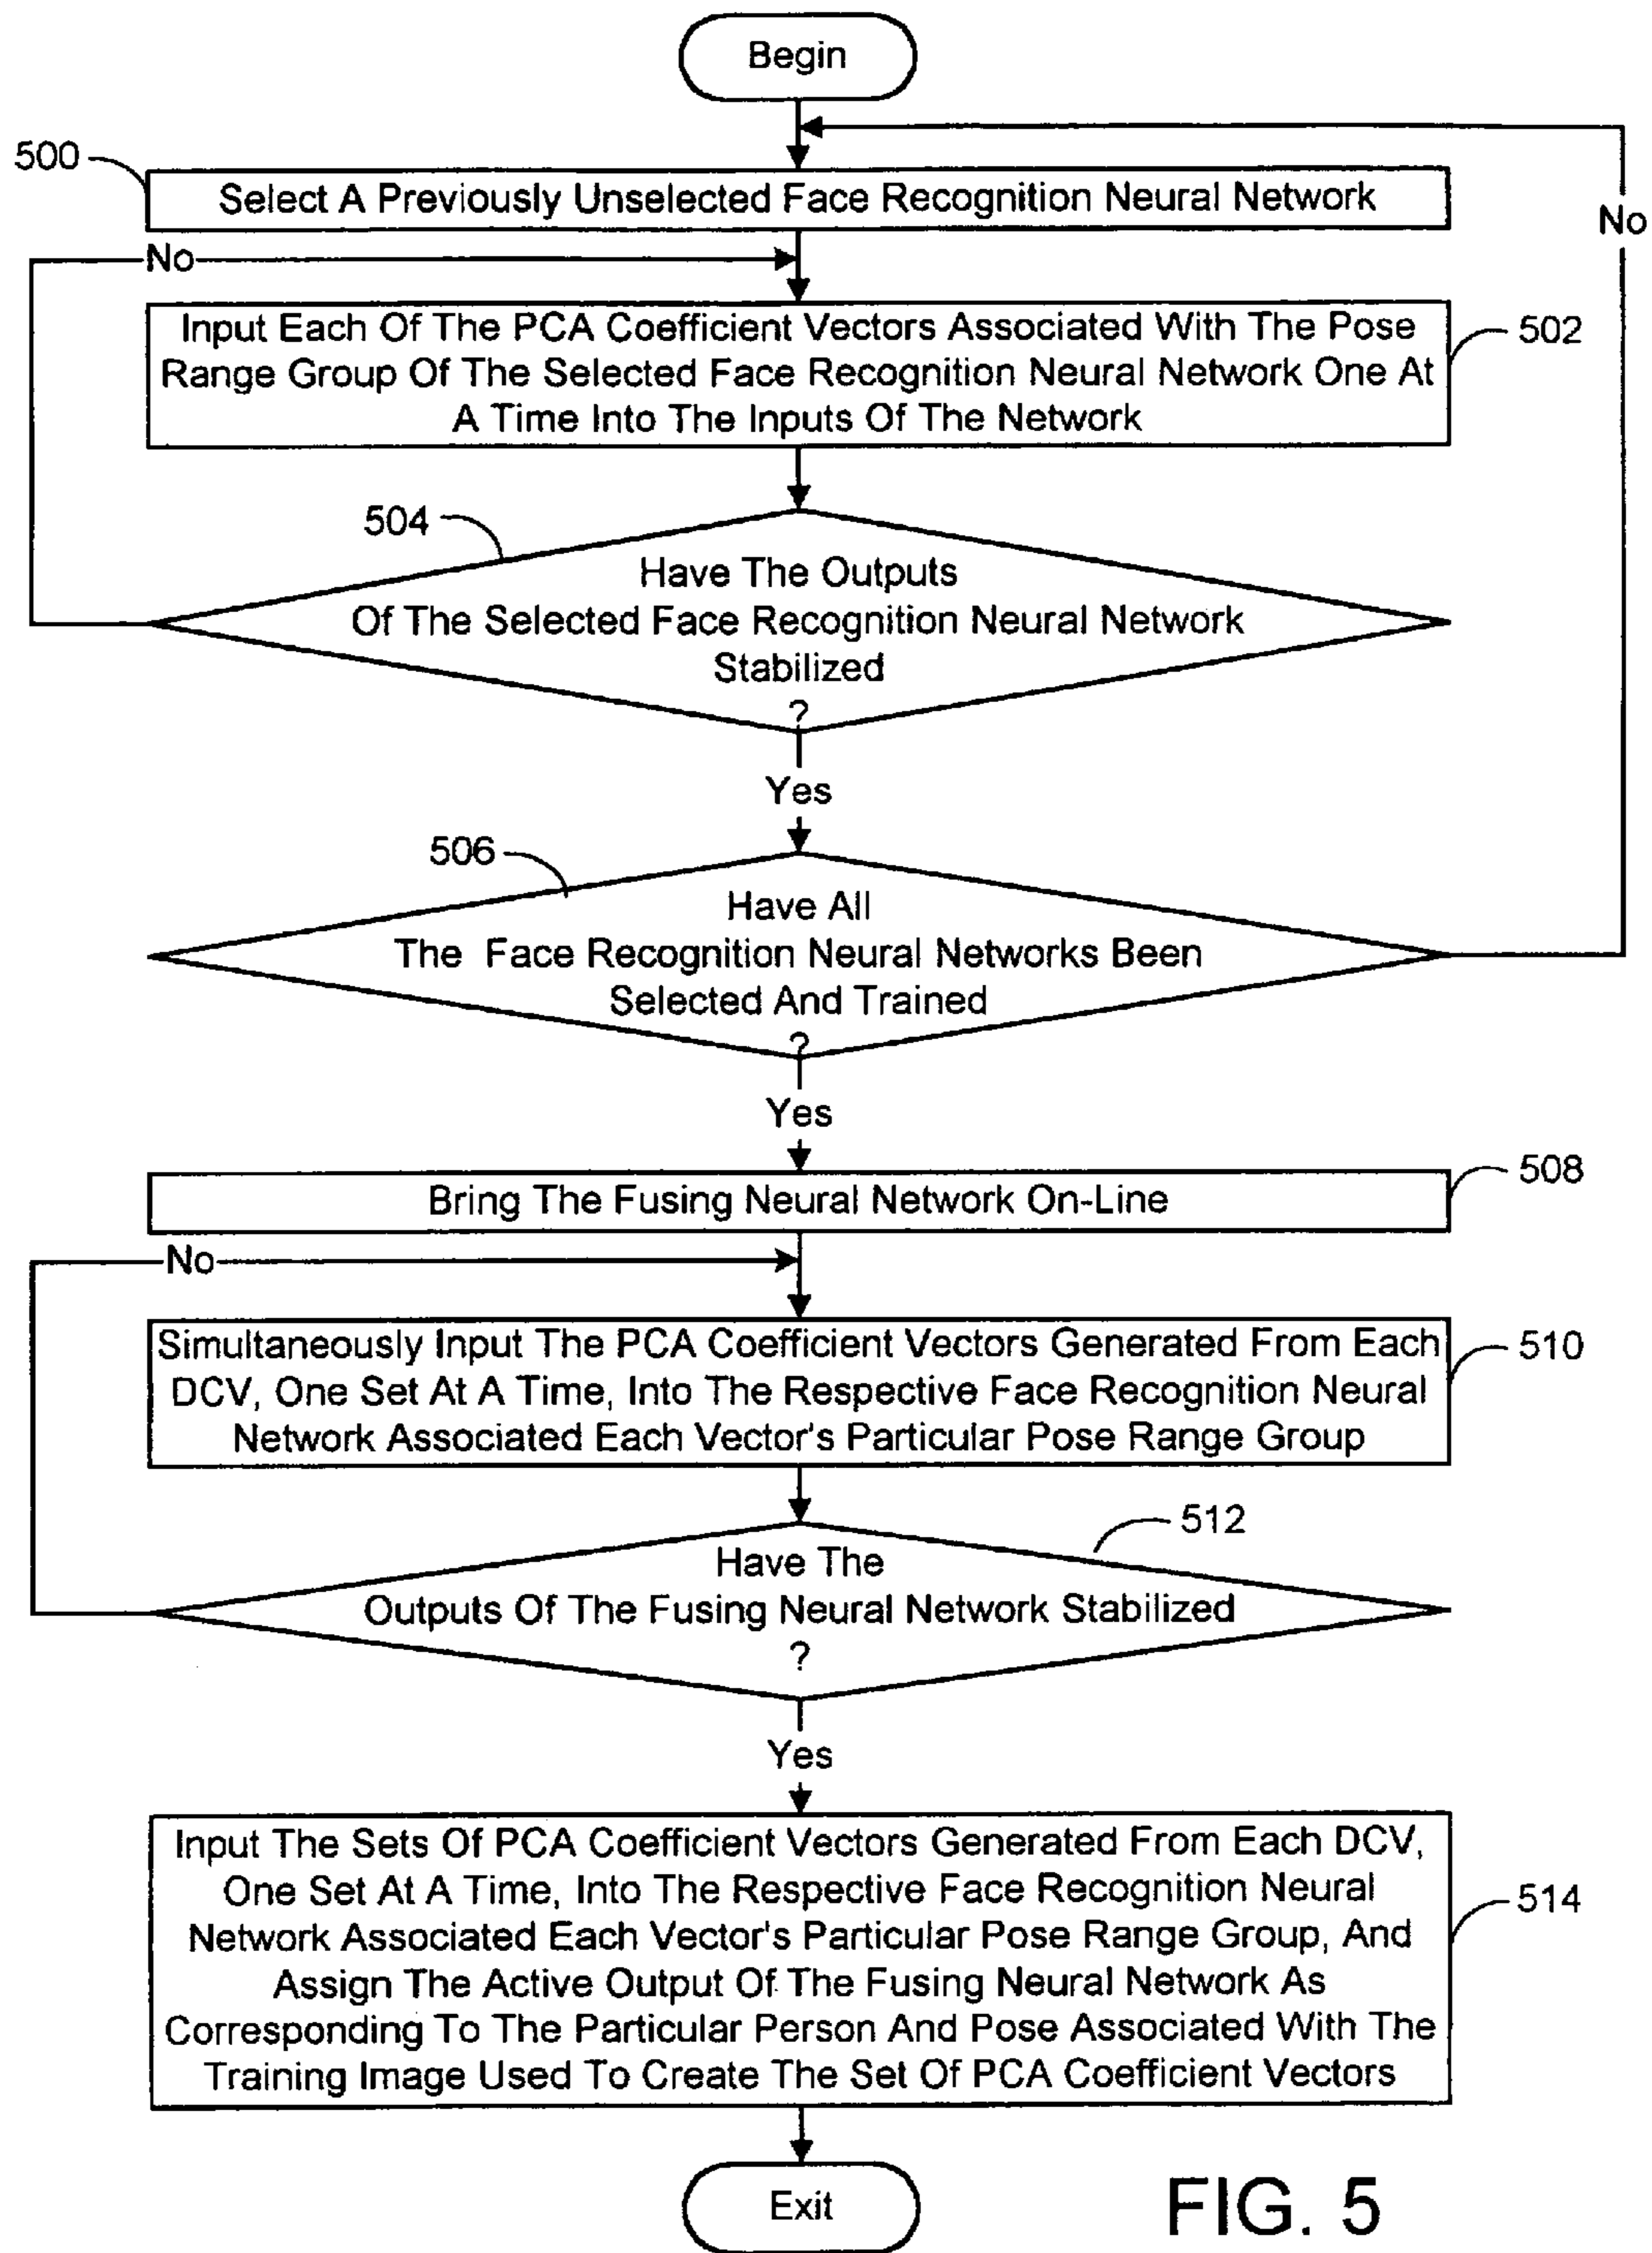 Begin
500
Select A Previously Unselected Face Recognition Neural Network
No
No
Input Each Of The PCA Coefficient Vectors Associated With The Pose
Range Group Of The Selected Face Recognition Neural Network One At
A Time Into The Inputs Of The Network
502
504
Have The Outputs
Of The Selected Face Recognition Neural Network
Stabilized
?
Yes
506
Have All
The Face Recognition Neural Networks Been
Selected And Trained
?
Yes
Bring The Fusing Neural Network On-Line
508
No
Simultaneously Input The PCA Coefficient Vectors Generated From Each
DCV, One Set At A Time, Into The Respective Face Recognition Neural
Network Associated Each Vector's Particular Pose Range Group
510
512
Have The
Outputs Of The Fusing Neural Network Stabilized
?
Yes
Input The Sets Of PCA Coefficient Vectors Generated From Each DCV,
One Set At A Time, Into The Respective Face Recognition Neural
Network Associated Each Vector's Particular Pose Range Group, And
Assign The Active Output Of The Fusing Neural Network As
Corresponding To The Particular Person And Pose Associated With The
Training Image Used To Create The Set Of PCA Coefficient Vectors
514
Exit
FIG. 5